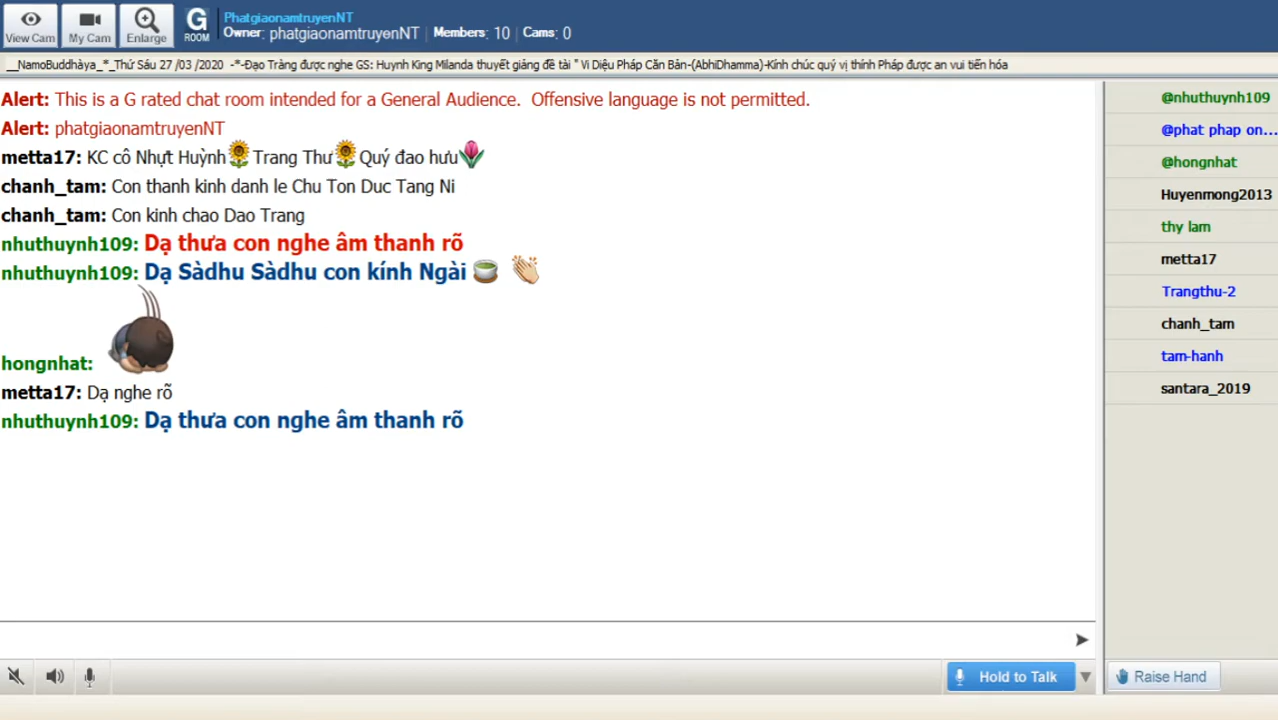 View Cam
My Cam
Enlarge
G
ROOM
PhatgiaonamtruyenNT
Owner: phatgiaonamtruyenNT | Members: 10 | Cams: 0
__NamoBuddhàya_*_Thứ Sáu 27 /03 /2020 -*-Đạo Tràng được nghe GS: Huynh King Milanda thuyết giảng đề tài " Vi Diệu Pháp Căn Bản-(AbhiDhamma)-Kính chúc quý vị thính Pháp được an vui tiến hóa
Alert: This is a G rated chat room intended for a General Audience. Offensive language is not permitted.
Alert: phatgiaonamtruyenNT
metta17: KC cô Nhựt Huỳnh Trang Thư Quý đao hưu
chanh_tam: Con thanh kinh danh le Chu Ton Duc Tang Ni
chanh_tam: Con kinh chao Dao Trang
nhuthuynh109: Dạ thưa con nghe âm thanh rõ
nhuthuynh109: Dạ Sàdhu Sàdhu con kính Ngài
hongnhat:
metta17: Dạ nghe rõ
nhuthuynh109: Dạ thưa con nghe âm thanh rõ
@nhuthuynh109
@phat phap on...
@hongnhat
Huyenmong2013
thy lam
metta17
Trangthu-2
chanh_tam
tam-hanh
santara_2019
Hold to Talk
Raise Hand